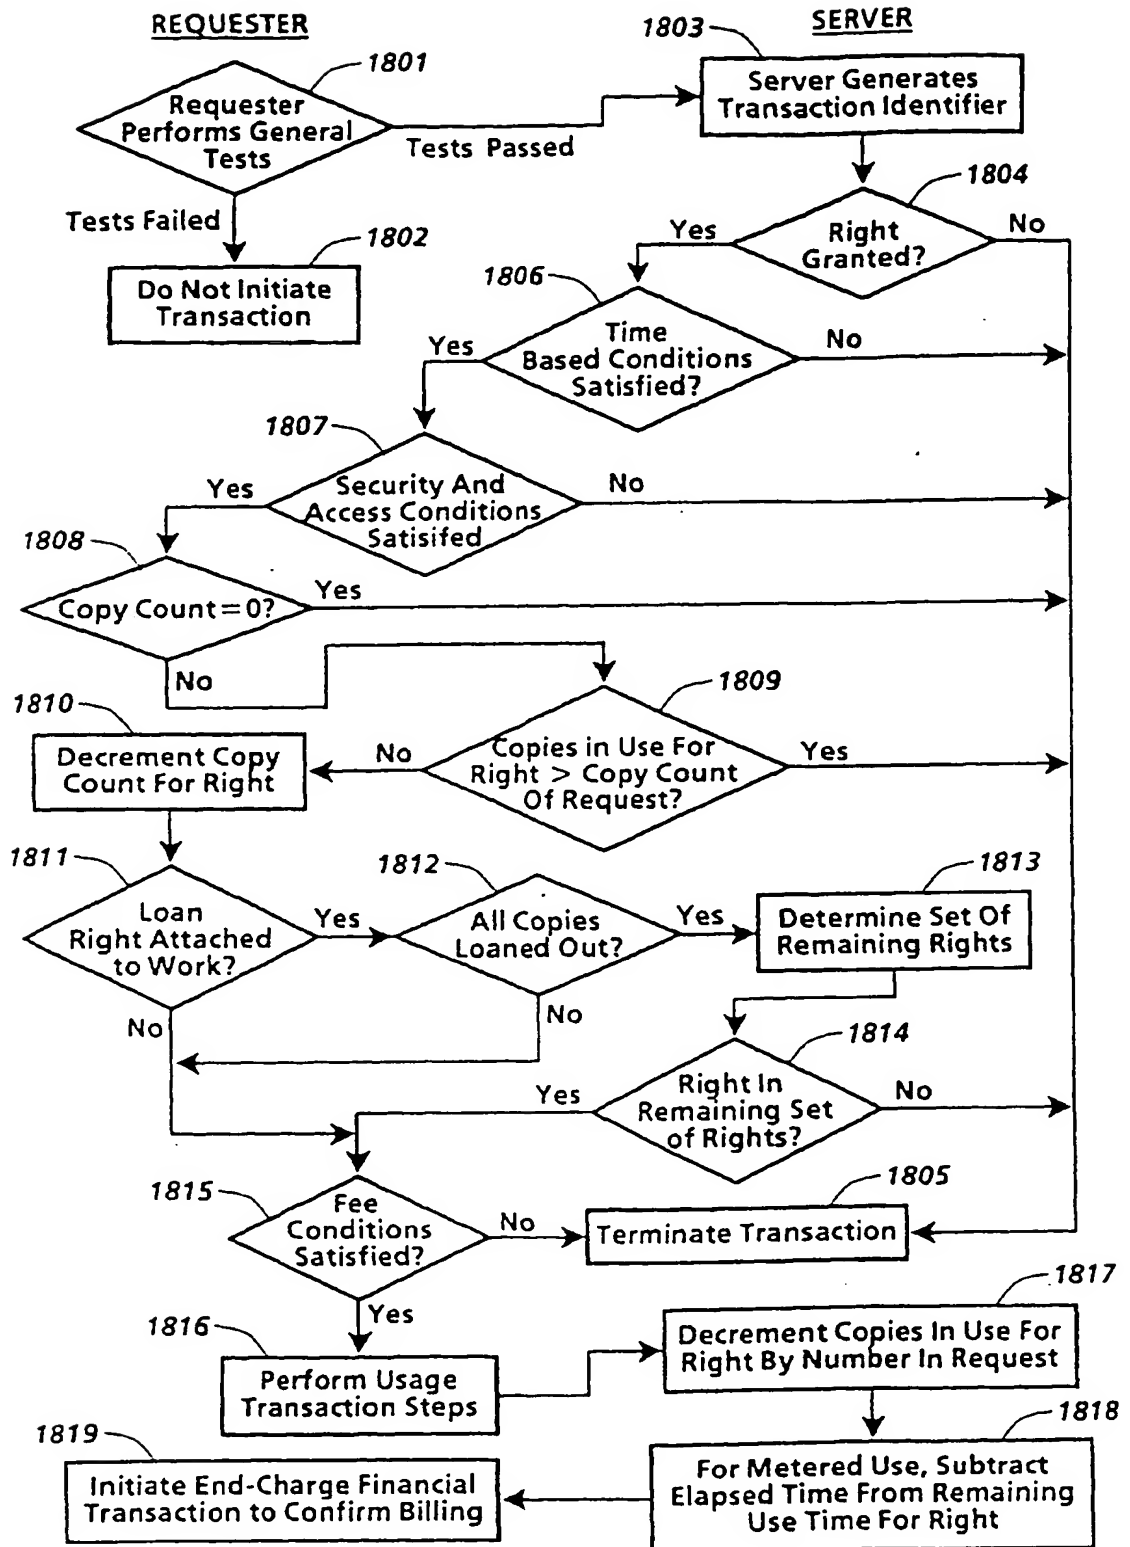 REQUESTER
SERVER
1801
1803
Requester
Performs General
Tests
Tests Passed
Server Generates
Transaction Identifier
Tests Failed
1802
Do Not Initiate
Transaction
1804
Right
Granted?
Yes
No
1806
Time
Based Conditions
Satisfied?
Yes
No
1807
Security And
Access Conditions
Satisifed
Yes
No
1808
Copy Count = 0?
Yes
No
1809
Copies in Use For
Right > Copy Count
Of Request?
No
Yes
1810
Decrement Copy
Count For Right
1811
Loan
Right Attached
to Work?
Yes
No
1812
All Copies
Loaned Out?
Yes
No
1813
Determine Set Of
Remaining Rights
1814
Right In
Remaining Set
of Rights?
Yes
No
1815
Fee
Conditions
Satisfied?
No
Yes
1805
Terminate Transaction
1816
Perform Usage
Transaction Steps
1817
Decrement Copies In Use For
Right By Number In Request
1818
For Metered Use, Subtract
Elapsed Time From Remaining
Use Time For Right
1819
Initiate End-Charge Financial
Transaction to Confirm Billing